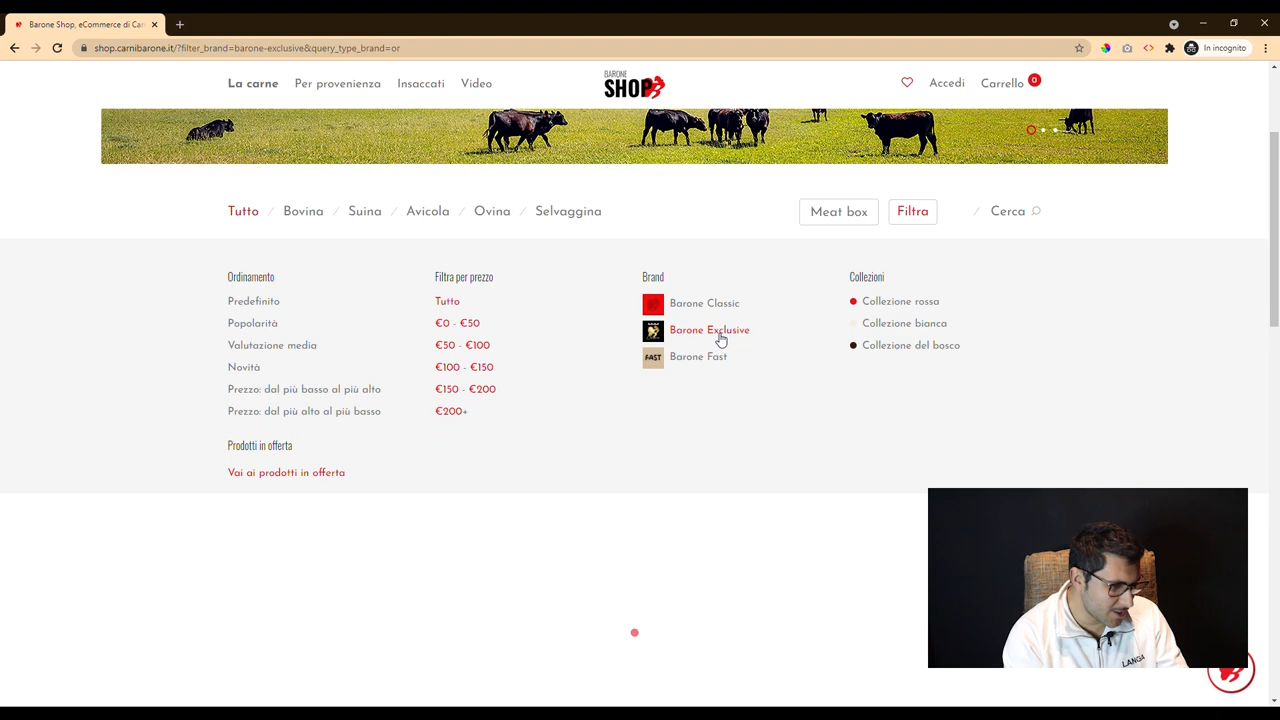 Barone Shop, eCommerce di Car
shop.carnibarone.it/?filter_brand=barone-exclusive&query_type_brand=or
In incognito
La carne
Per provenienza
Insaccati
Video
BARONE
SHOP
Accedi
Carrello
0
Tutto / Bovina / Suina / Avicola / Ovina / Selvaggina
Meat box
Filtra
/ Cerca
Ordinamento
Predefinito
Popolarità
Valutazione media
Novità
Prezzo: dal più basso al più alto
Prezzo: dal più alto al più basso
Prodotti in offerta
Vai ai prodotti in offerta
Filtra per prezzo
Tutto
€0 - €50
€50 - €100
€100 - €150
€150 - €200
€200+
Brand
Barone Classic
Barone Exclusive
FAST
Barone Fast
Collezioni
Collezione rossa
Collezione bianca
Collezione del bosco
LANGA